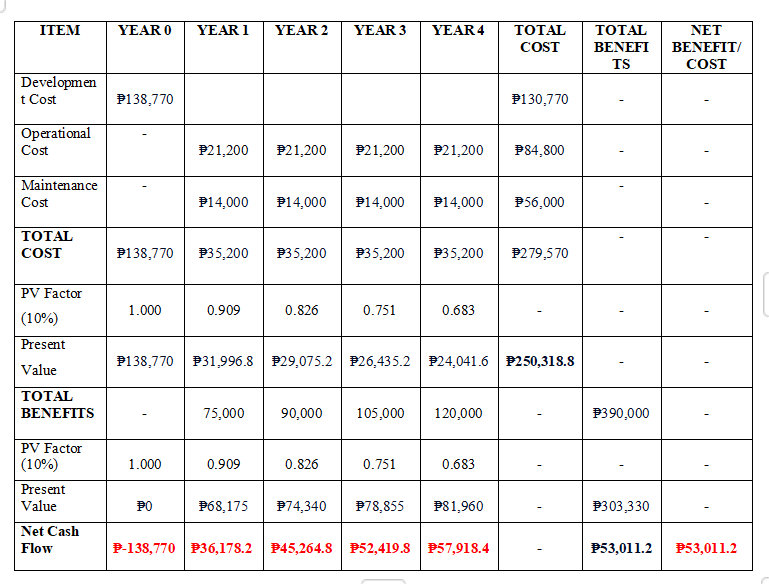 ITEM YEAR 0 YEAR 1 YEAR 2 YEAR 3 YEAR 4 TOTAL COST TOTAL BENEFI TS NET BENEFIT/ COST
Developmen t Cost ₱138,770 ₱130,770 - -
Operational Cost - ₱21,200 ₱21,200 ₱21,200 ₱21,200 ₱84,800 - -
Maintenance Cost - ₱14,000 ₱14,000 ₱14,000 ₱14,000 ₱56,000 - -
TOTAL COST ₱138,770 ₱35,200 ₱35,200 ₱35,200 ₱35,200 ₱279,570 - -
PV Factor (10%) 1.000 0.909 0.826 0.751 0.683 - - -
Present Value ₱138,770 ₱31,996.8 ₱29,075.2 ₱26,435.2 ₱24,041.6 ₱250,318.8 - -
TOTAL BENEFITS - 75,000 90,000 105,000 120,000 - ₱390,000 -
PV Factor (10%) 1.000 0.909 0.826 0.751 0.683 - - -
Present Value ₱0 ₱68,175 ₱74,340 ₱78,855 ₱81,960 - ₱303,330 -
Net Cash Flow ₱-138,770 ₱36,178.2 ₱45,264.8 ₱52,419.8 ₱57,918.4 - ₱53,011.2 ₱53,011.2